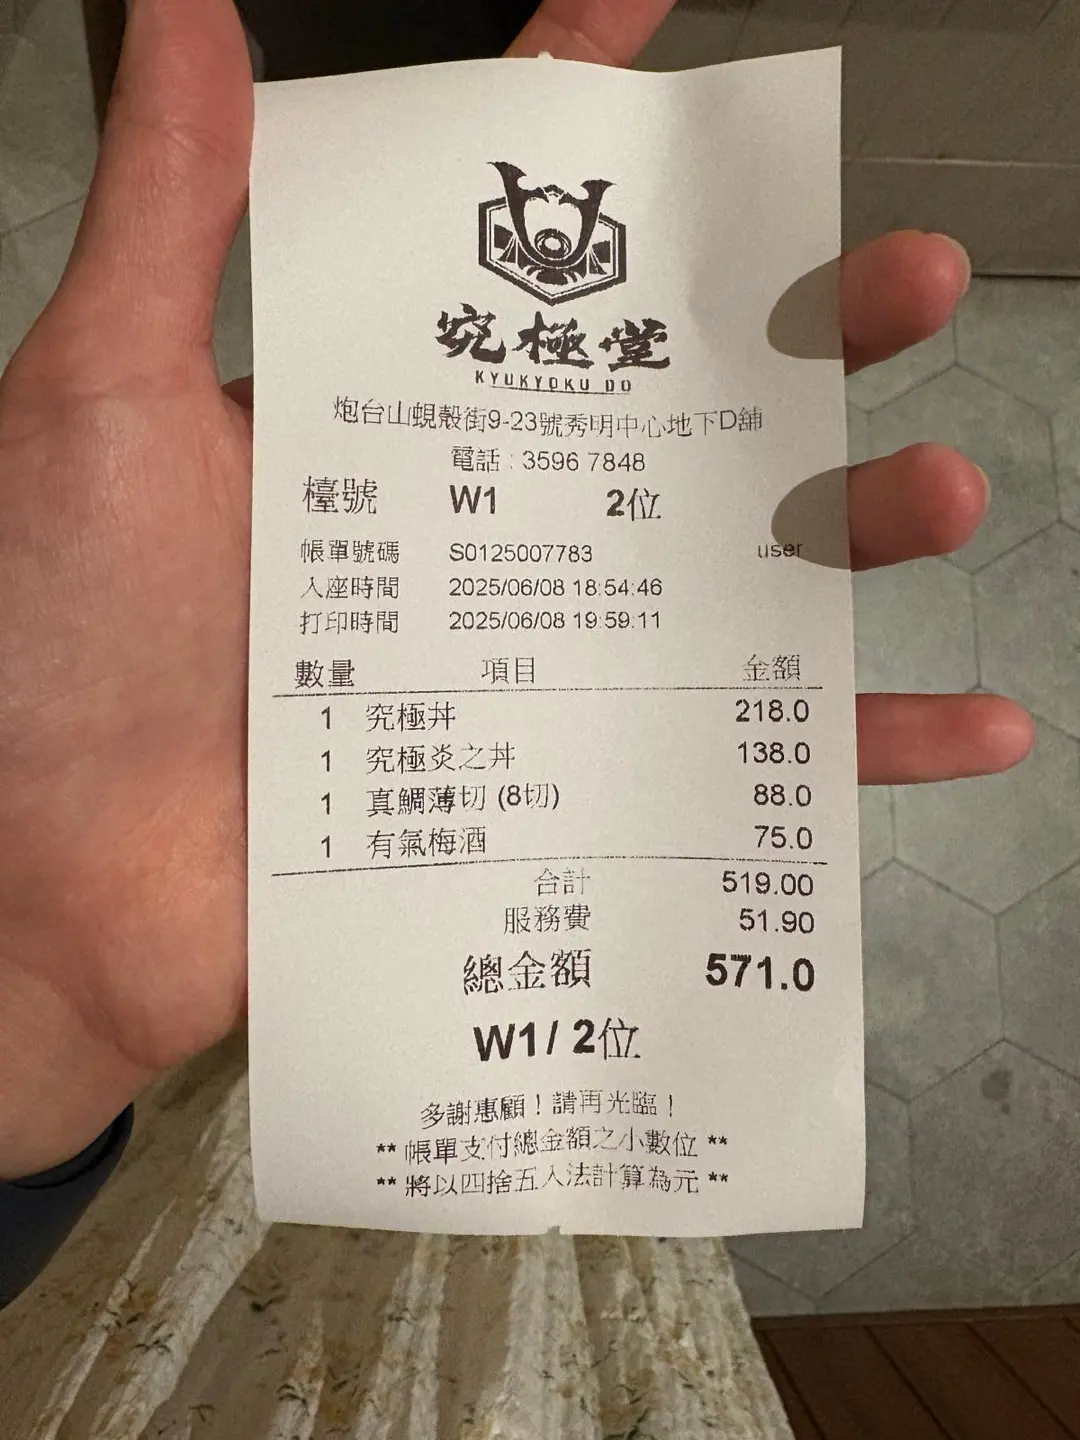 究極堂
KYUKYOKU DO
炮台山蜆殼街9-23號秀明中心地下D舖
電話 : 3596 7848
檯號 W1 2位
帳單號碼 S0125007783 user
入座時間 2025/06/08 18:54:46
打印時間 2025/06/08 19:59:11
數量 項目 金額
1 究極丼 218.0
1 究極炎之丼 138.0
1 真鯛薄切 (8切) 88.0
1 有氣梅酒 75.0
合計 519.00
服務費 51.90
總金額 571.0
W1/ 2位
多謝惠顧！請再光臨！
** 帳單支付總金額之小數位 **
** 將以四捨五入法計算為元 **